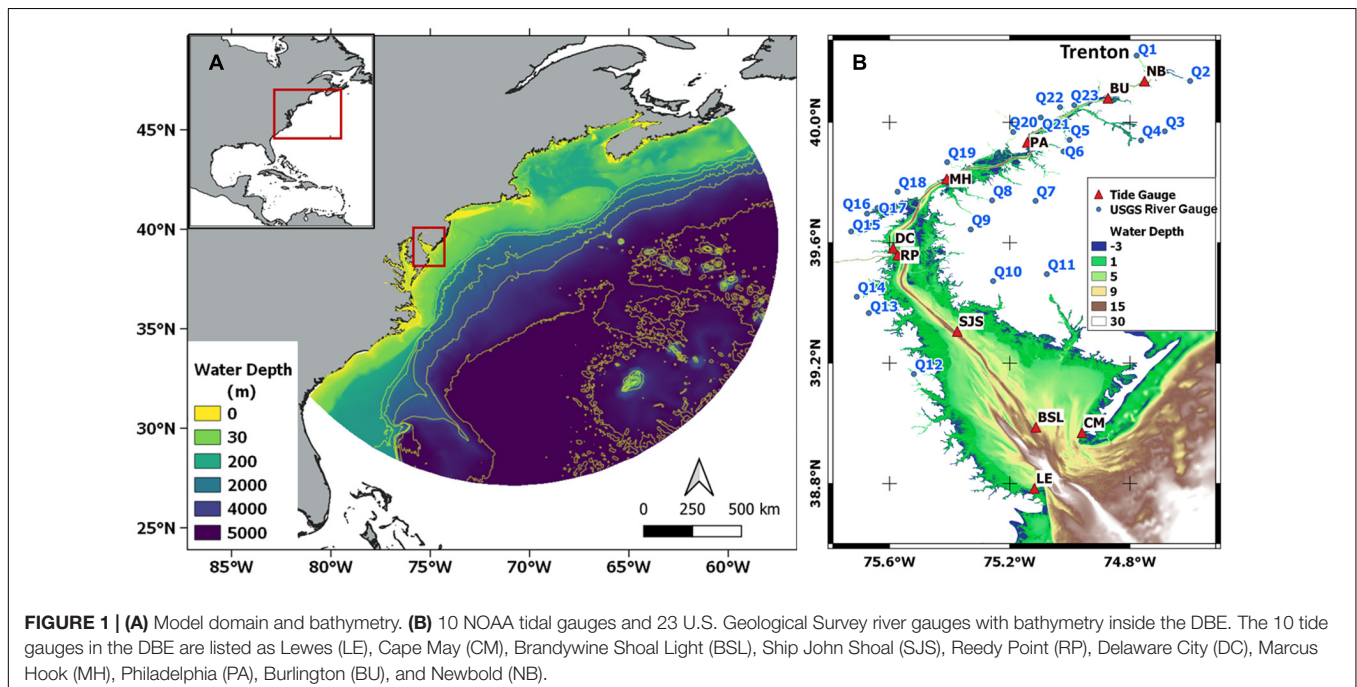 A
45°N
40°N
35°N
30°N
25°N
85°W
80°W
75°W
70°W
65°W
60°W
Water Depth
(m)
0
30
200
2000
4000
5000
0 250 500 km
B
Trenton
Q1
NB
Q2
BU
Q22
Q23
Q20
Q21
Q5
Q4
Q3
PA
Q6
Q19
MH
Q18
Q8
Q7
Q16
Q17
Q15
Q9
DC
RP
Q10
Q11
Q14
Q13
SJS
Q12
BSL
CM
LE
Tide Gauge
USGS River Gauge
Water Depth
-3
1
5
9
15
30
40.0°N
39.6°N
39.2°N
38.8°N
75.6°W
75.2°W
74.8°W
FIGURE 1 | (A) Model domain and bathymetry. (B) 10 NOAA tidal gauges and 23 U.S. Geological Survey river gauges with bathymetry inside the DBE. The 10 tide
gauges in the DBE are listed as Lewes (LE), Cape May (CM), Brandywine Shoal Light (BSL), Ship John Shoal (SJS), Reedy Point (RP), Delaware City (DC), Marcus
Hook (MH), Philadelphia (PA), Burlington (BU), and Newbold (NB).